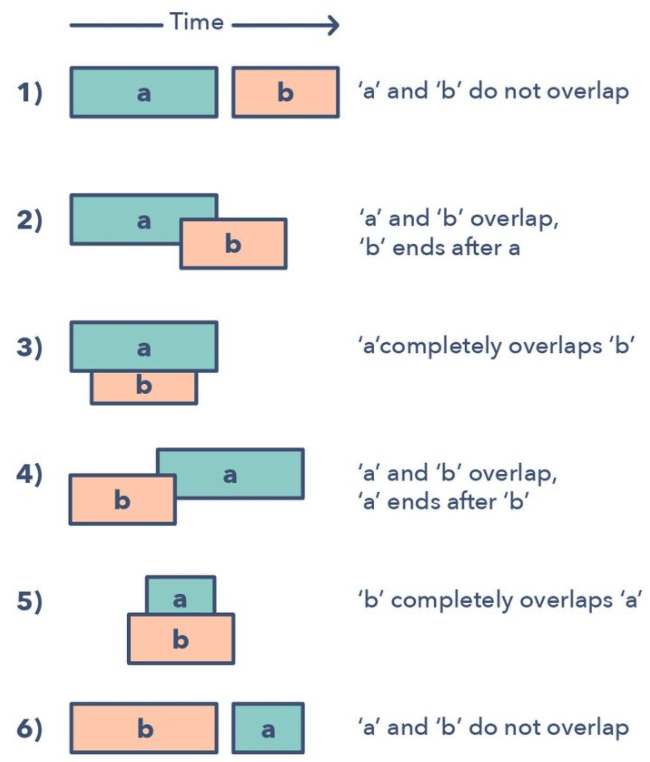 Time
1) a b ‘a’ and ‘b’ do not overlap
2) a b ‘a’ and ‘b’ overlap,
‘b’ ends after a
3) a b ‘a’completely overlaps ‘b’
4) a b ‘a’ and ‘b’ overlap,
‘a’ ends after ‘b’
5) a b ‘b’ completely overlaps ‘a’
6) b a ‘a’ and ‘b’ do not overlap